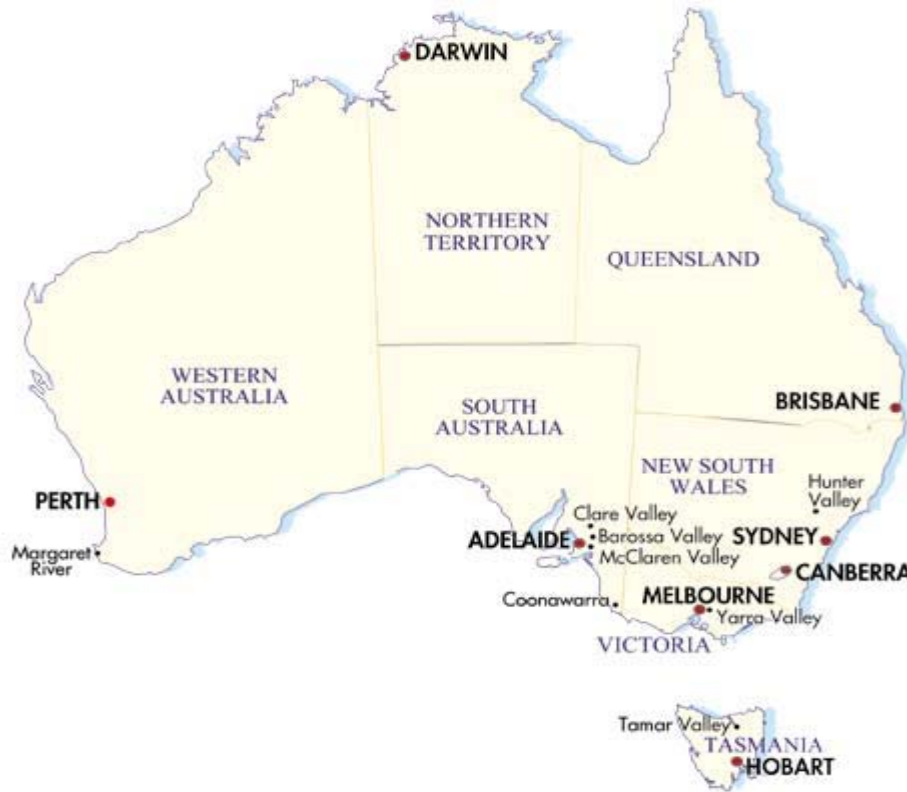 DARWIN
NORTHERN
TERRITORY
QUEENSLAND
WESTERN
AUSTRALIA
SOUTH
AUSTRALIA
BRISBANE
NEW SOUTH
WALES
Hunter
Valley
PERTH
Clare Valley
ADELAIDE
Barossa Valley
SYDNEY
Margaret
River
McClaren Valley
CANBERRA
Coonawarra
MELBOURNE
Yarra Valley
VICTORIA
Tamar Valley
TASMANIA
HOBART